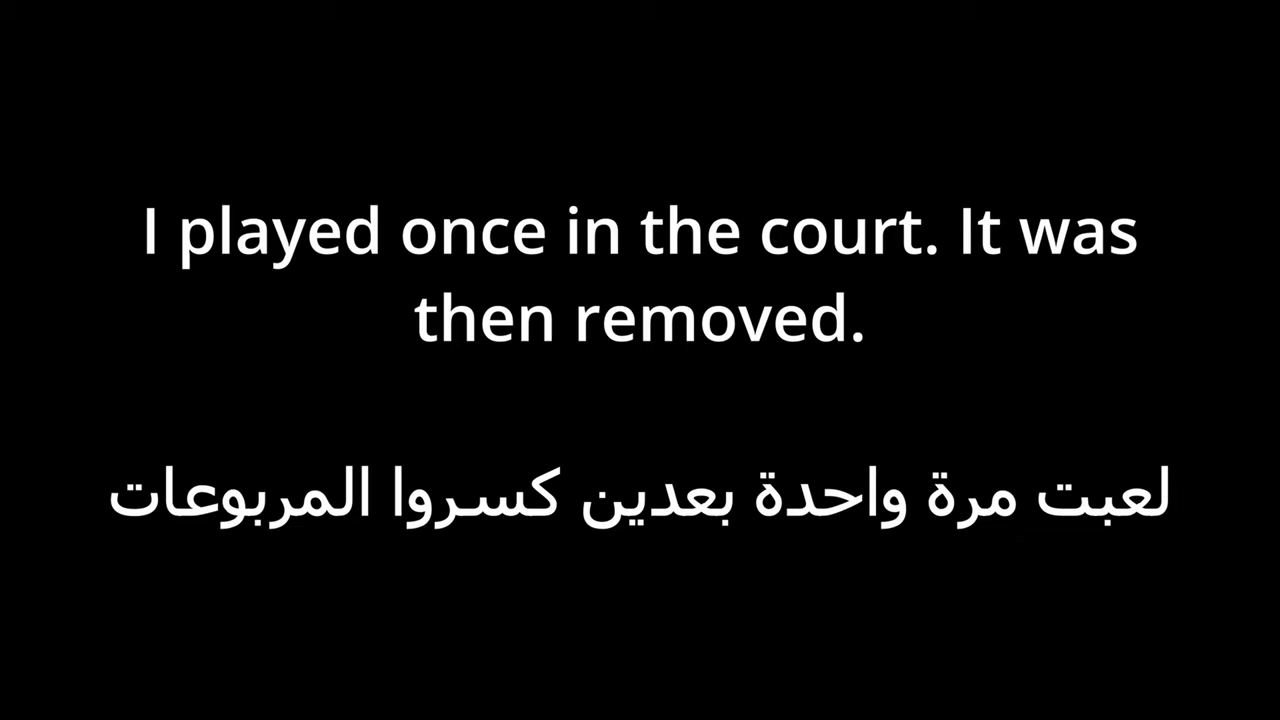 I played once in the court. It was
then removed.
لعبت مرة واحدة بعدين كسروا المربوعات